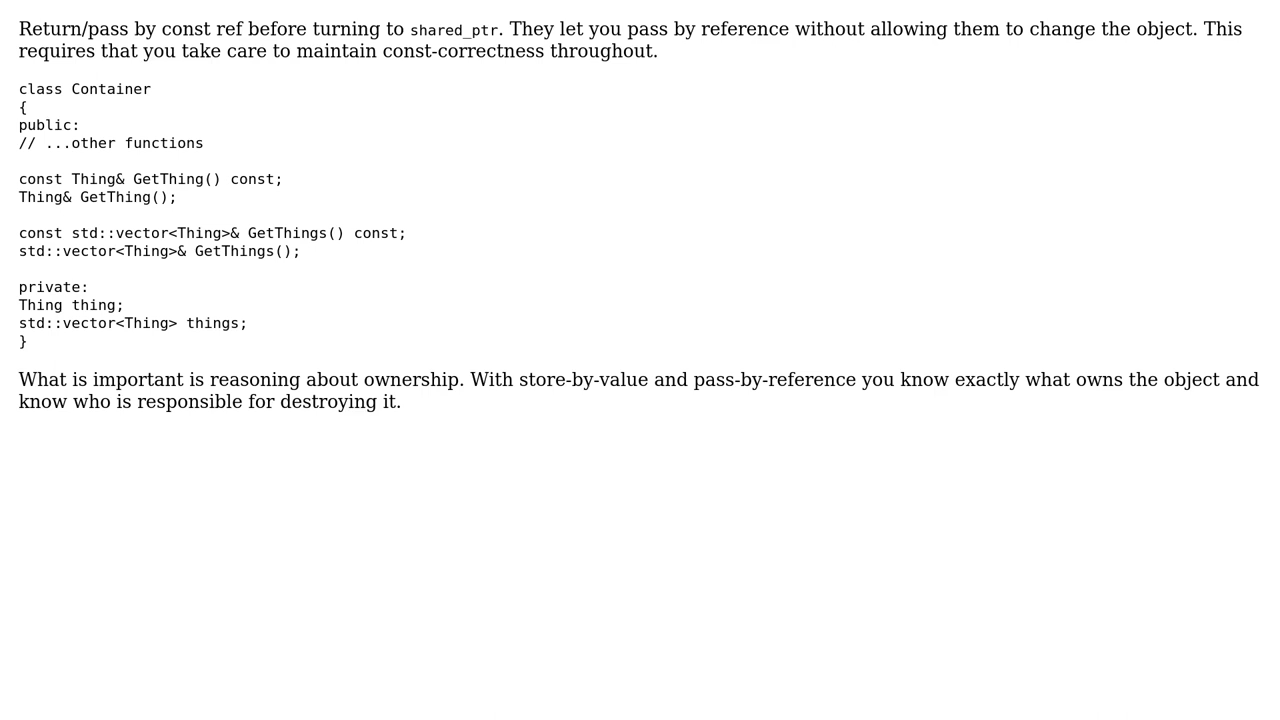 Return/pass by const ref before turning to shared_ptr. They let you pass by reference without allowing them to change the object. This
requires that you take care to maintain const-correctness throughout.
class Container
{
public:
// ...other functions
const Thing& GetThing() const;
Thing& GetThing();
const std::vector<Thing>& GetThings() const;
std::vector<Thing>& GetThings();
private:
Thing thing;
std::vector<Thing> things;
}
What is important is reasoning about ownership. With store-by-value and pass-by-reference you know exactly what owns the object and
know who is responsible for destroying it.